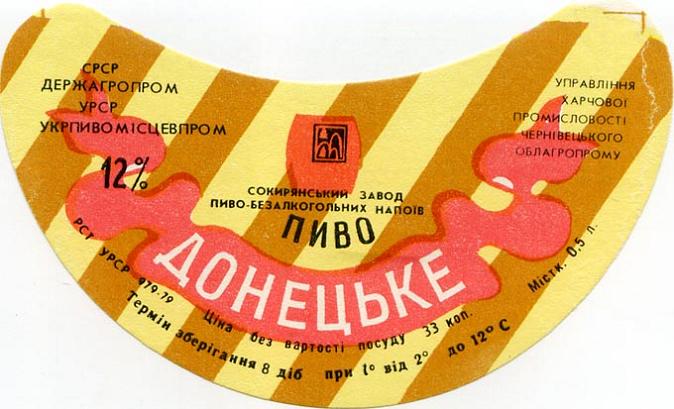 СРСР
ДЕРЖАГРОПРОМ
УРСР
УКРПИВОМІСЦЕВПРОМ
12%
УПРАВЛІННЯ
ХАРЧОВОЇ
ПРОМИСЛОВОСТІ
ЧЕРНІВЕЦЬКОГО
ОБЛАГРОПРОМУ
СОКИРЯНСЬКИЙ ЗАВОД
ПИВО-БЕЗАЛКОГОЛЬНИХ НАПОЇВ
ПИВО
ДОНЕЦЬКЕ
РСТ УРСР 979-79 Ціна без вартості посуду 33 коп. Містк. 0,5 л.
Термін зберігання 8 діб при t° від 2° до 12° С